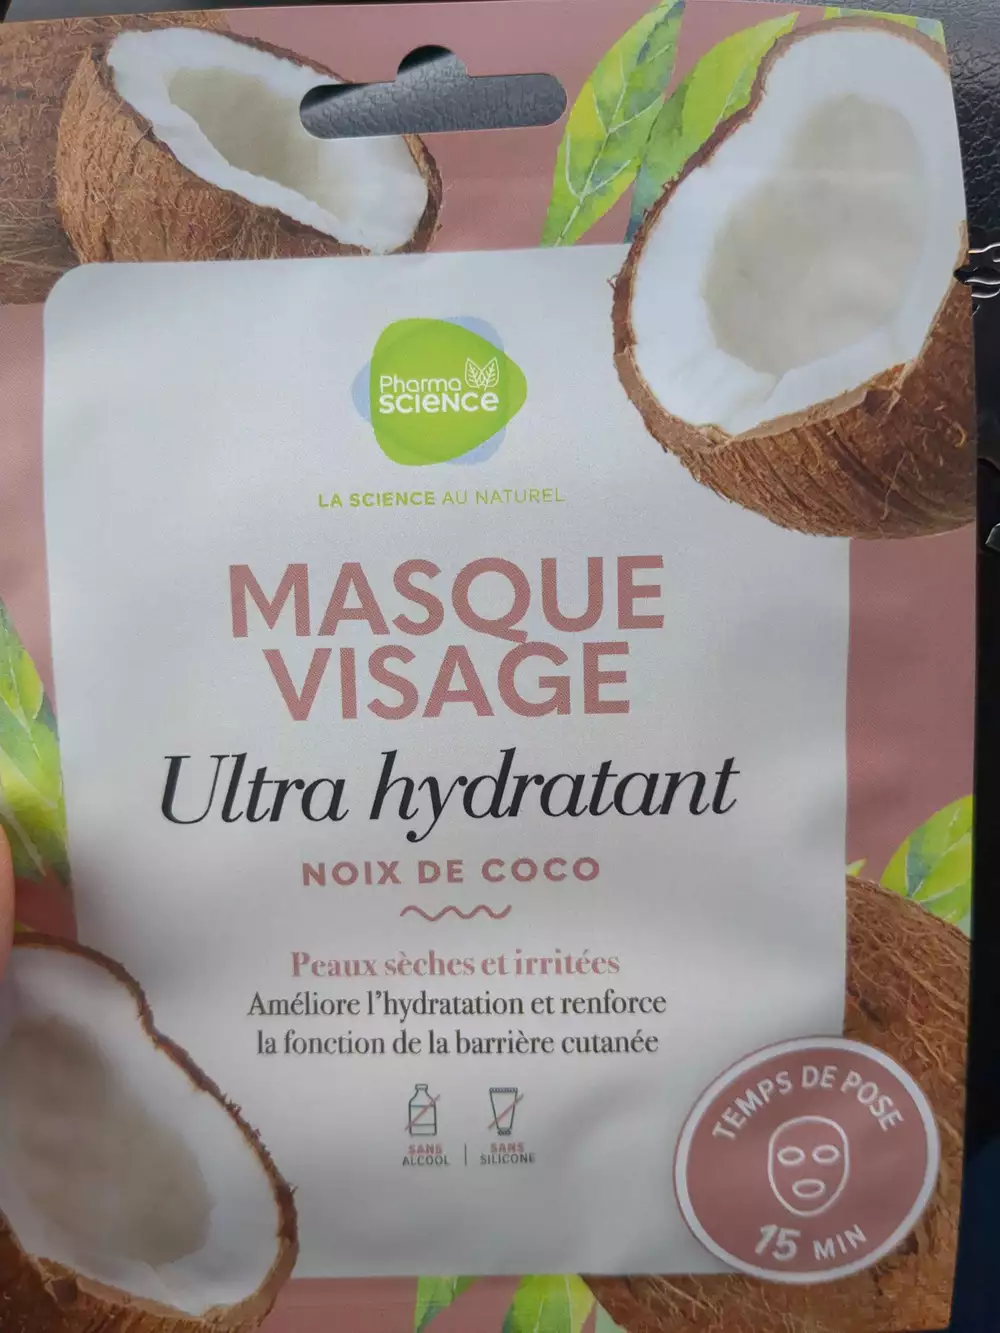 Pharma
SCIENCE
LA SCIENCE AU NATUREL
MASQUE
VISAGE
Ultra hydratant
NOIX DE COCO
Peaux sèches et irritées
Améliore l'hydratation et renforce
la fonction de la barrière cutanée
SANS
ALCOOL
SANS
SILICONE
TEMPS DE POSE
15 MIN